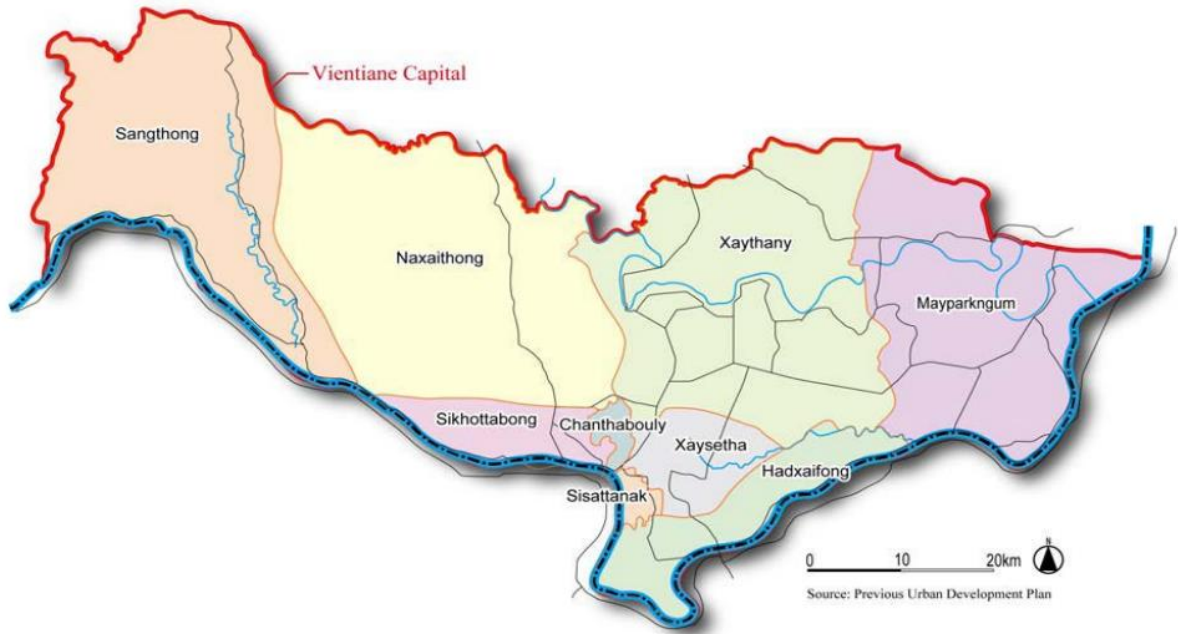 Vientiane Capital
Sangthong
Xaythany
Naxaithong
Mayparkngum
Sikhottabong
Chanthabouly
Xaysetha
Hadxaifong
Sisattanak
0 10 20km
N
Source: Previous Urban Development Plan